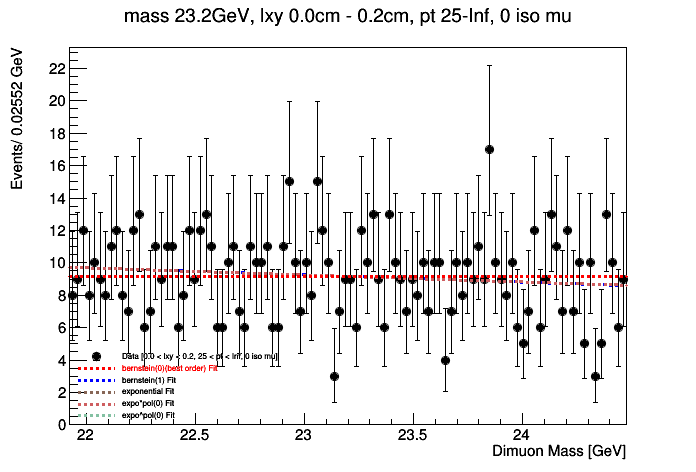 mass 23.2GeV, lxy 0.0cm - 0.2cm, pt 25-Inf, 0 iso mu
Events/ 0.02552 GeV
22
20
18
16
14
12
10
8
6
4
2
0
Data [0.0 < lxy < 0.2, 25 < pt < Inf, 0 iso mu]
bernstein(0)(best order) Fit
bernstein(1) Fit
exponential Fit
expo*pol(0) Fit
expo^pol(0) Fit
22 22.5 23 23.5 24
Dimuon Mass [GeV]